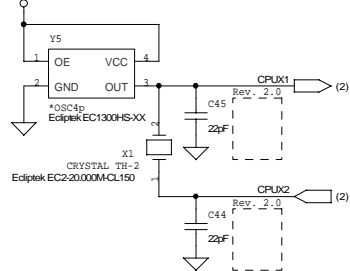 Y5
1 OE VCC 4
2 GND OUT 3
*OSC4p
Ecliptek EC1300HS-XX
CPUX1
(2)
Rev. 2.0
C45
22pF
2
X1
CRYSTAL TH-2
Ecliptek EC2-20.000M-CL150
1
CPUX2
(2)
Rev. 2.0
C44
22pF